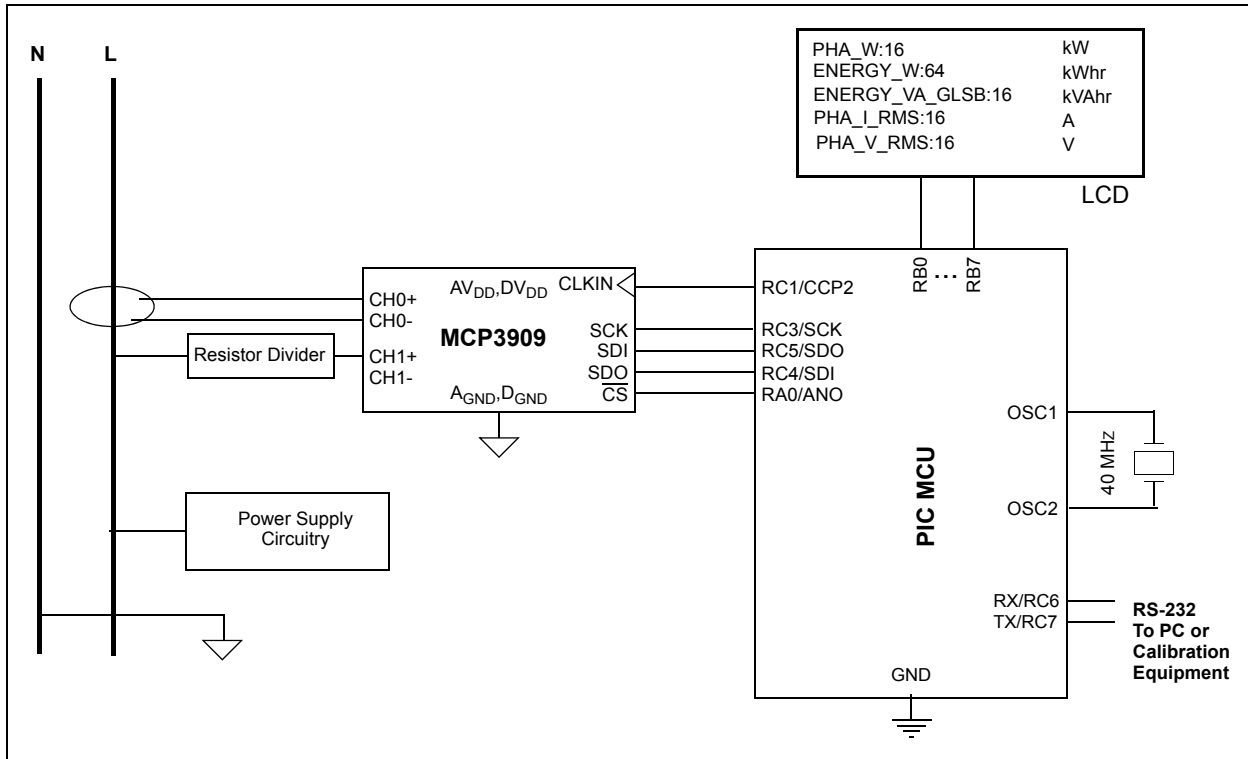 N L
PHA_W:16 kW
ENERGY_W:64 kWhr
ENERGY_VA_GLSB:16 kVAhr
PHA_I_RMS:16 A
PHA_V_RMS:16 V
LCD
RB0 ... RB7
CH0+
CH0-
CH1+
CH1-
AVDD,DVDD
CLKIN
MCP3909
SCK
SDI
SDO
CS
AGND,DGND
Resistor Divider
RC1/CCP2
RC3/SCK
RC5/SDO
RC4/SDI
RA0/ANO
PIC MCU
OSC1
OSC2
40 MHz
Power Supply
Circuitry
RX/RC6
TX/RC7
RS-232
To PC or
Calibration
Equipment
GND